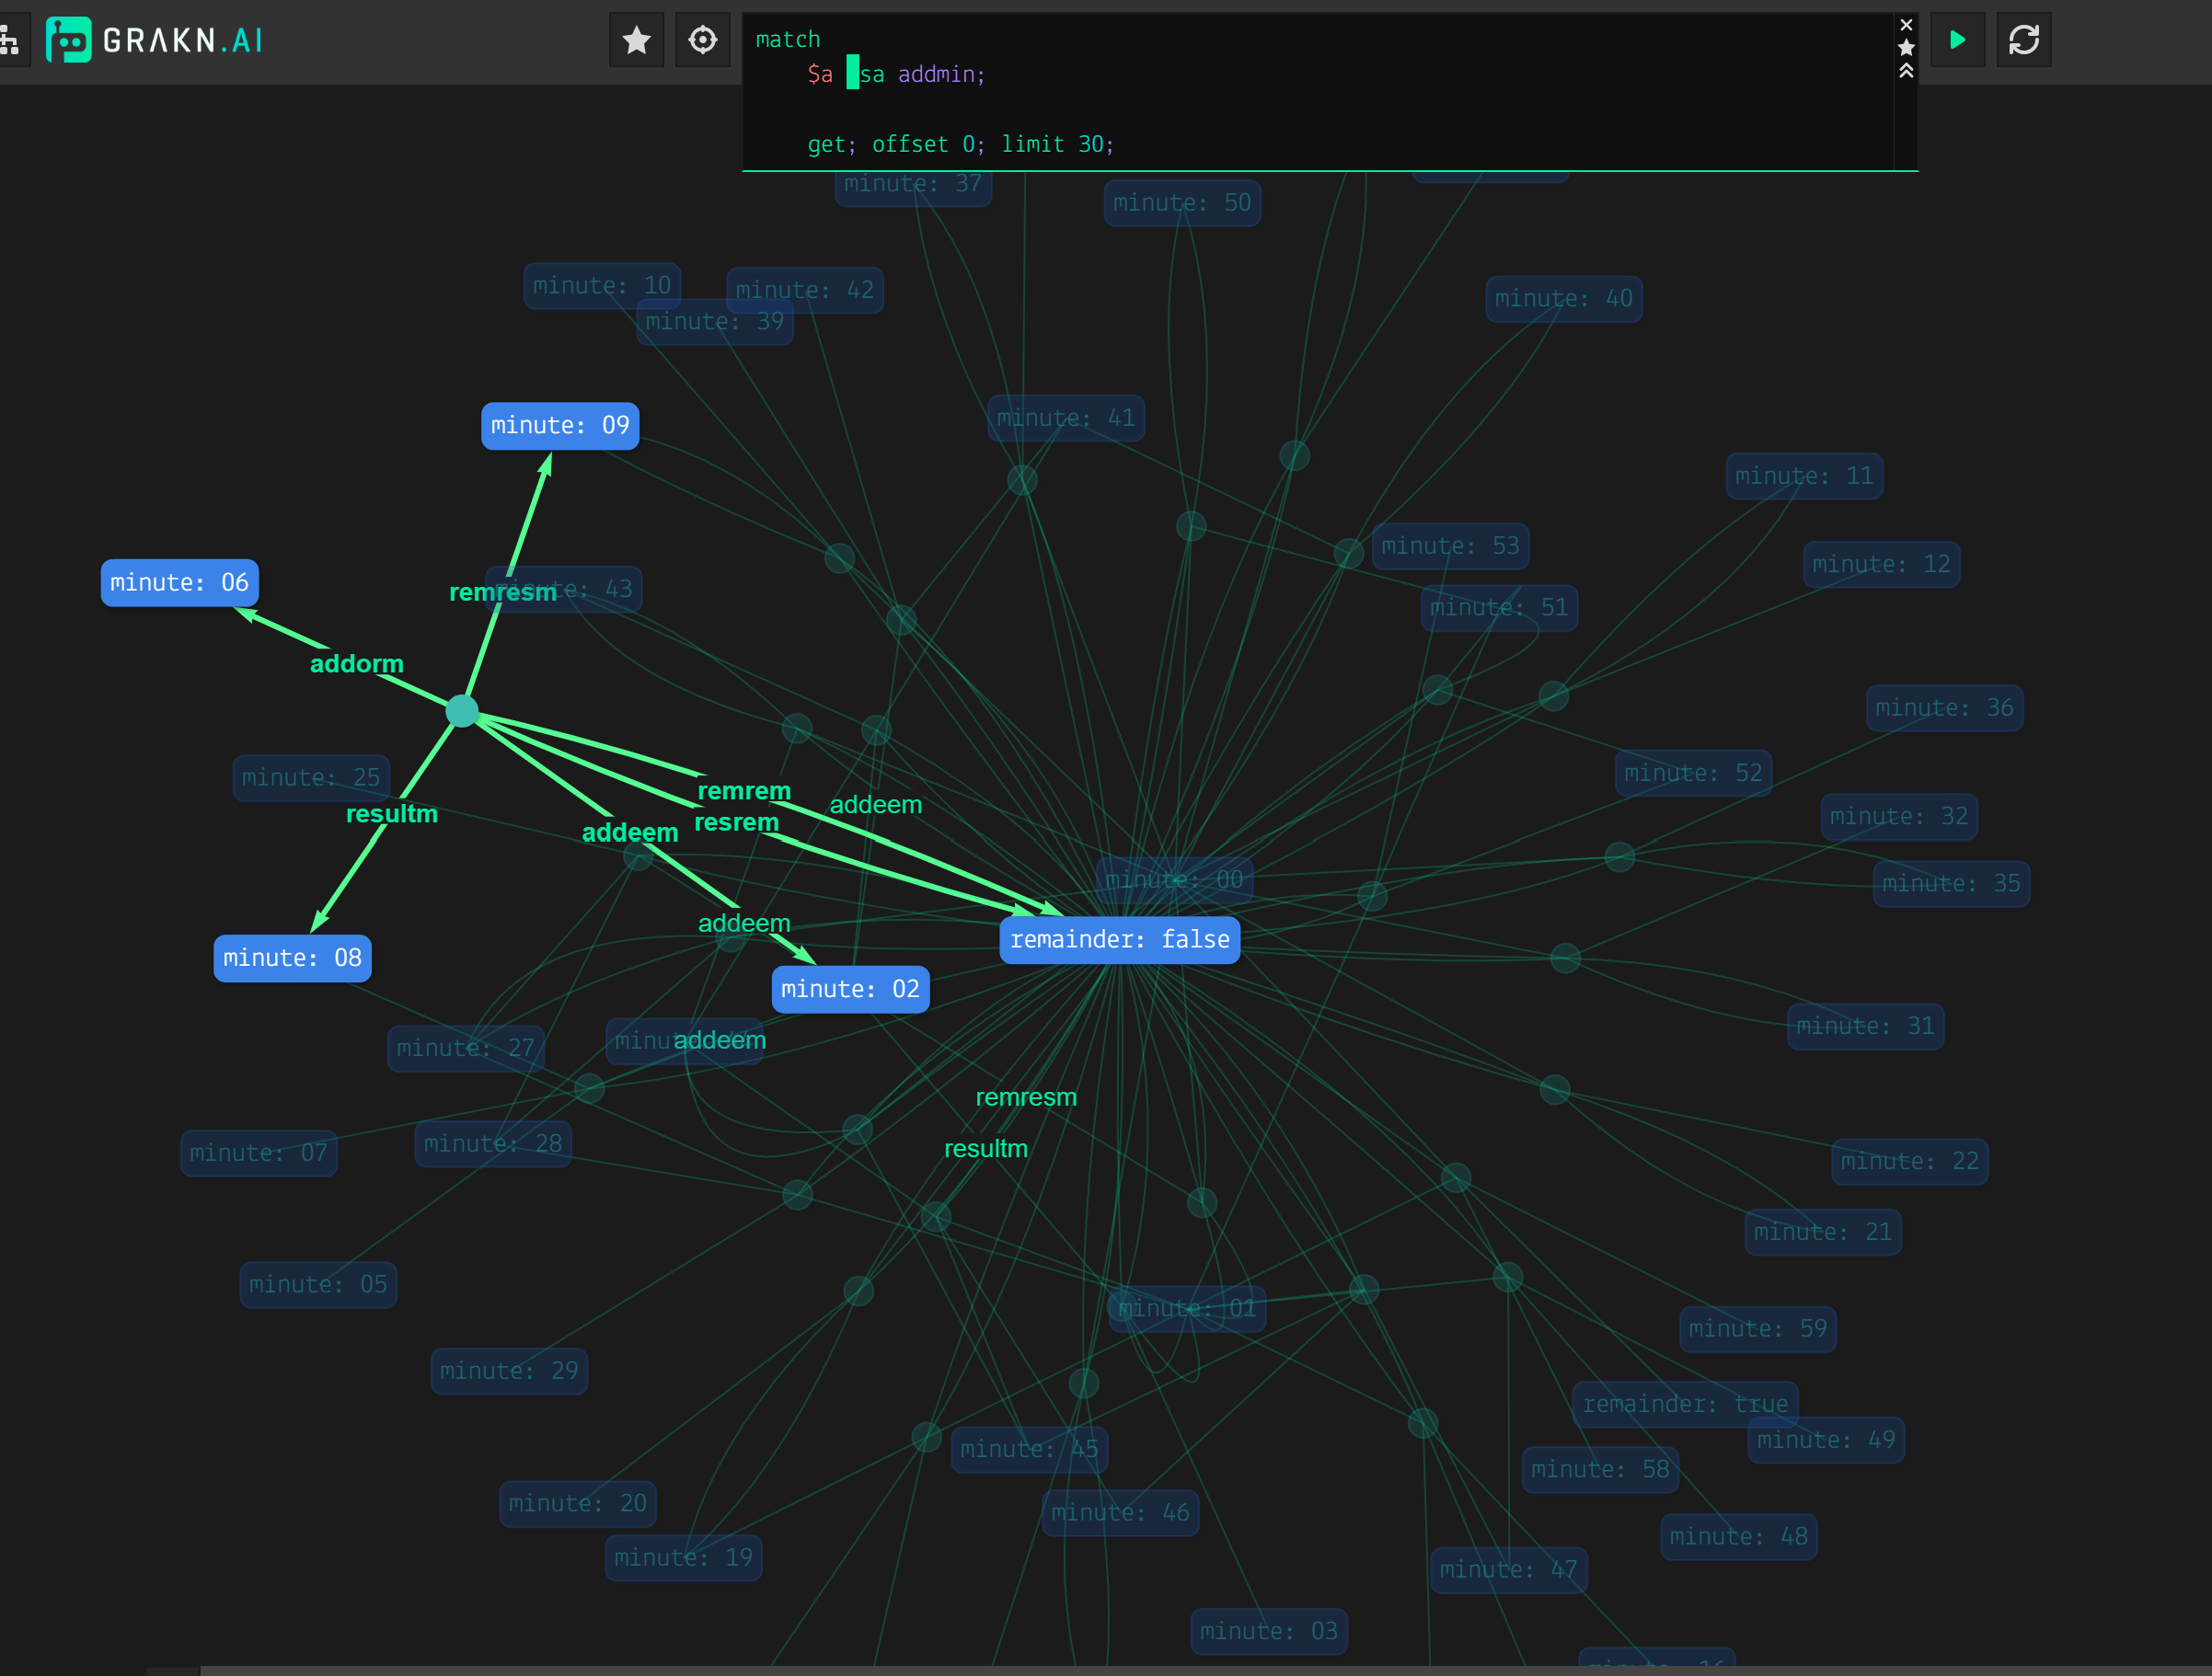 GRAKN.AI
match
$a sa addmin;
get; offset 0; limit 30;
minute: 37
minute: 50
minute: 10
minute: 42
minute: 40
minute: 39
minute: 09
minute: 41
minute: 11
minute: 53
minute: 12
minute: 06
remresm
minute: 43
minute: 51
addorm
minute: 36
minute: 25
minute: 52
remrem
addeem
resultm
resrem
minute: 32
addeem
minute: 00
minute: 35
addeem
remainder: false
minute: 08
minute: 02
minute: 31
minute: 27
addeem
remresm
minute: 07
minute: 28
resultm
minute: 22
minute: 21
minute: 05
minute: 01
minute: 59
minute: 29
remainder: true
minute: 49
minute: 45
minute: 58
minute: 20
minute: 46
minute: 48
minute: 19
minute: 47
minute: 03